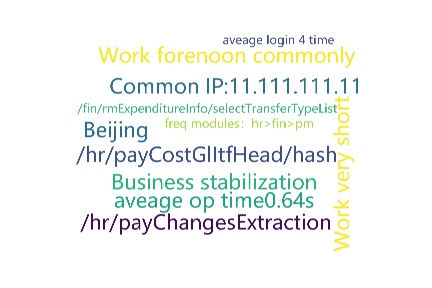 aveage login 4 time
Work forenoon commonly
Common IP:11.111.111.11
/fin/rmExpenditureInfo/selectTransferTypeList
freq modules: hr>fin>pm
Beijing
/hr/payCostGlItfHead/hash
Work very short
Business stabilization
aveage op time0.64s
/hr/payChangesExtraction